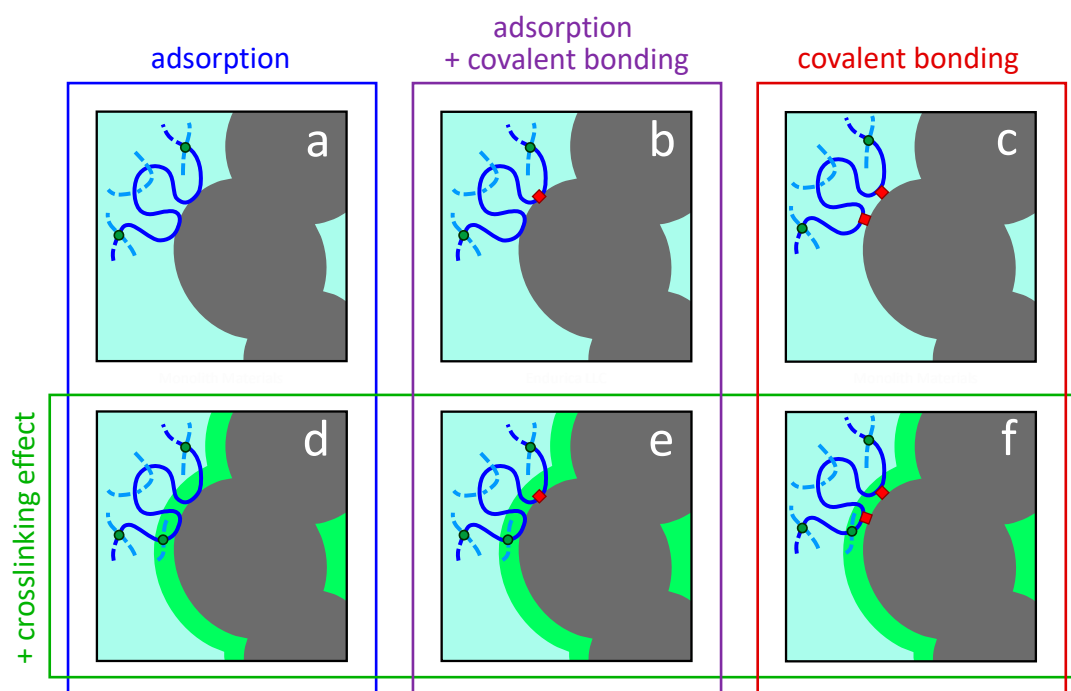 adsorption
adsorption
+ covalent bonding
covalent bonding
a
b
c
+ crosslinking effect
d
e
f